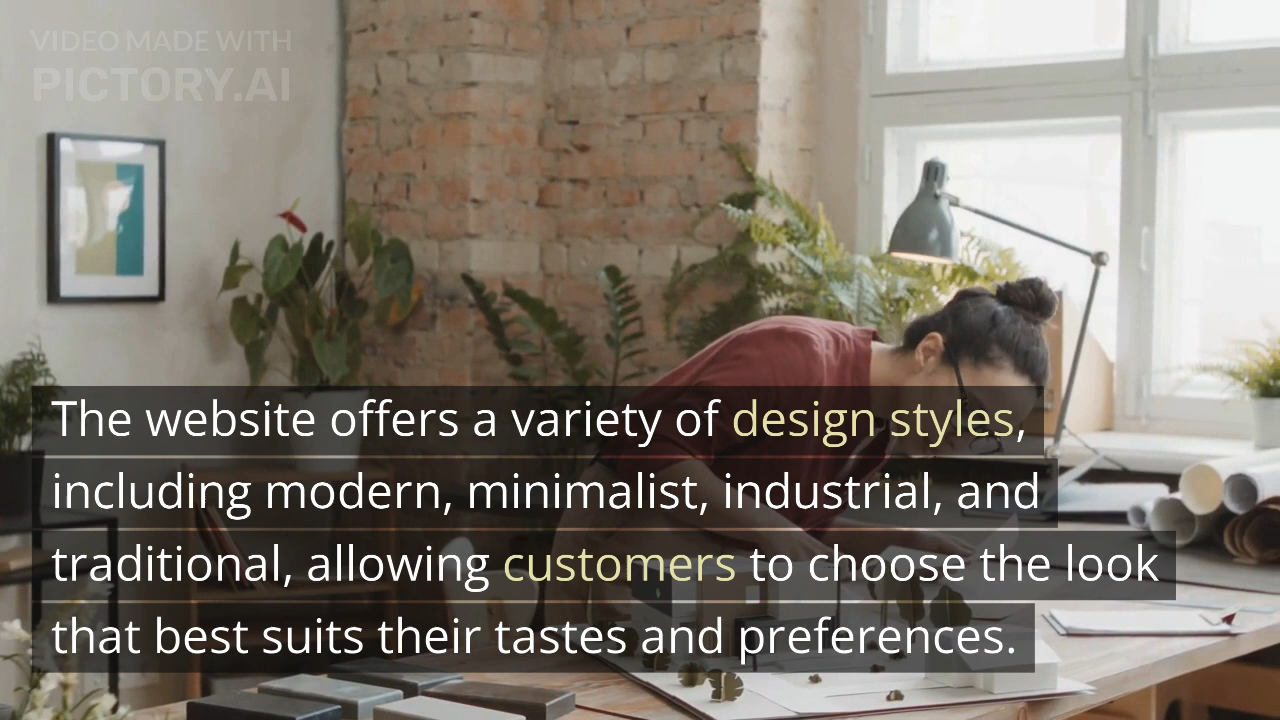 VIDEO MADE WITH
PICTORY.AI
The website offers a variety of design styles,
including modern, minimalist, industrial, and
traditional, allowing customers to choose the look
that best suits their tastes and preferences.